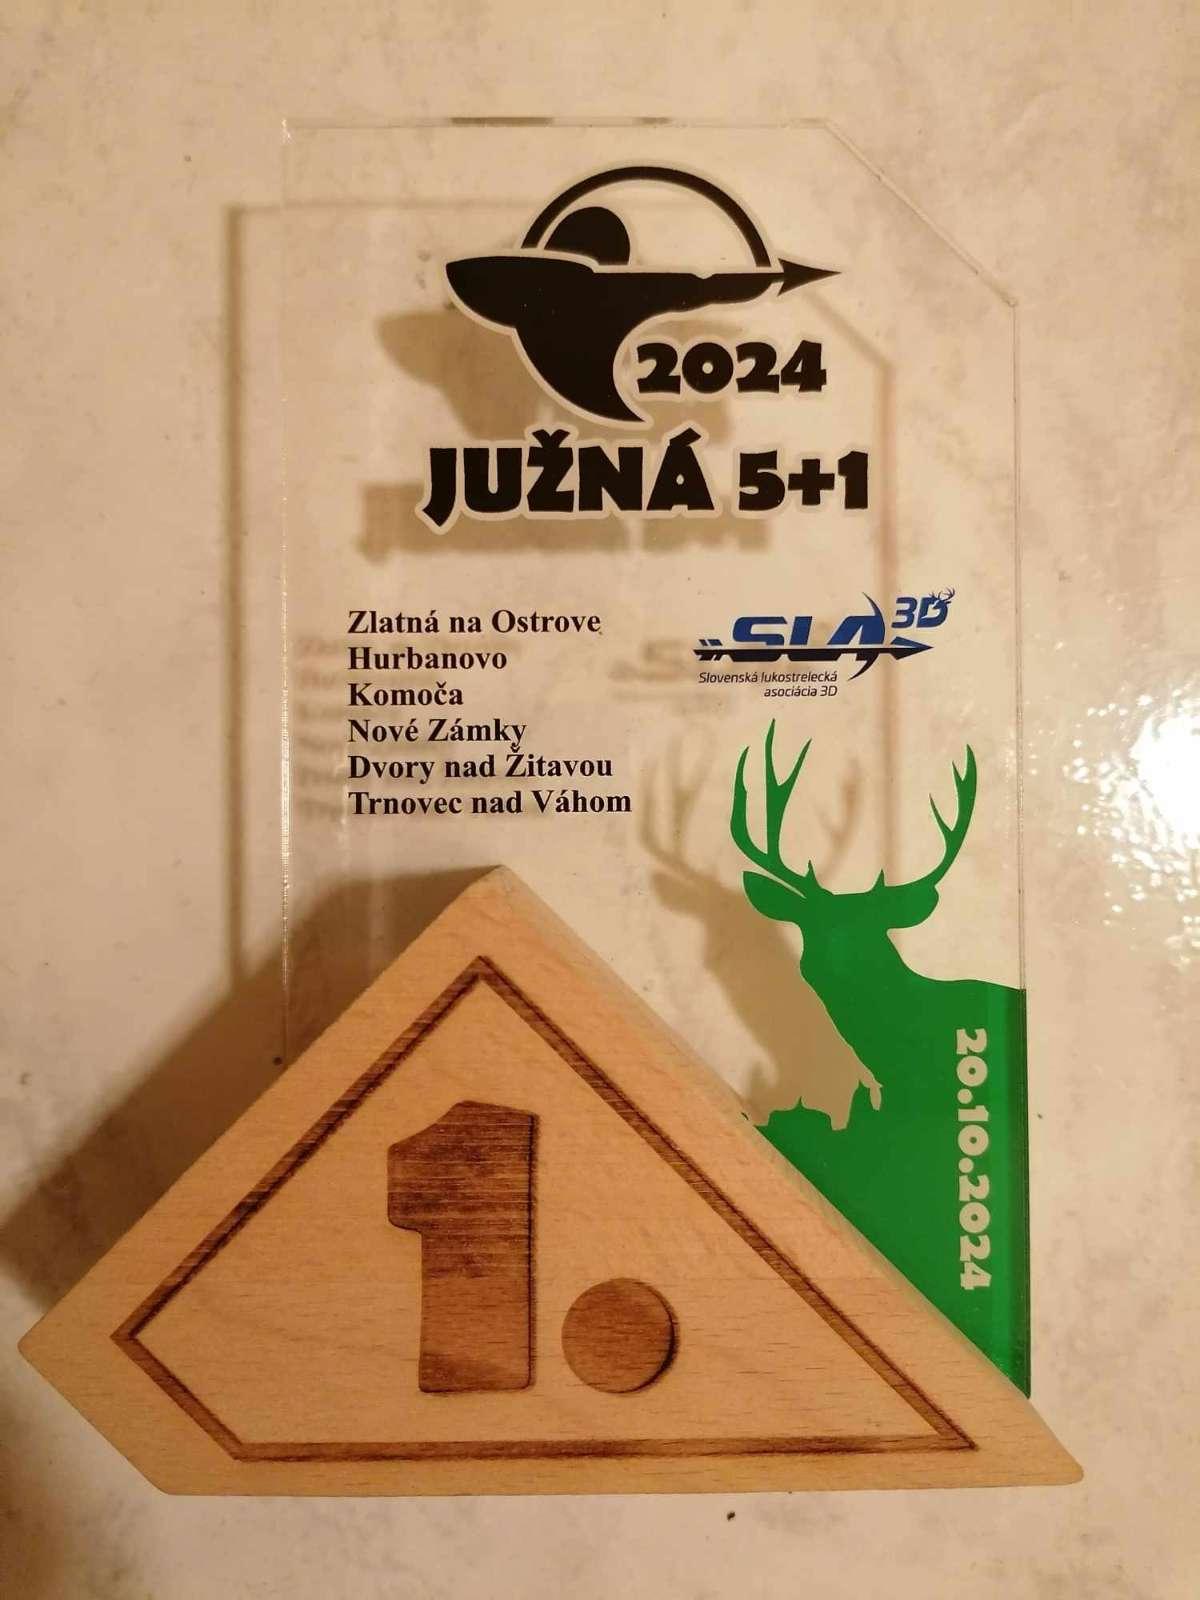 2024
JUŽNÁ 5+1
Zlatná na Ostrove
Hurbanovo
Komoča
Nové Zámky
Dvory nad Žitavou
Trnovec nad Váhom
SLA 3D
Slovenská lukostrelecká
asociácia 3D
20.10.2024
1.